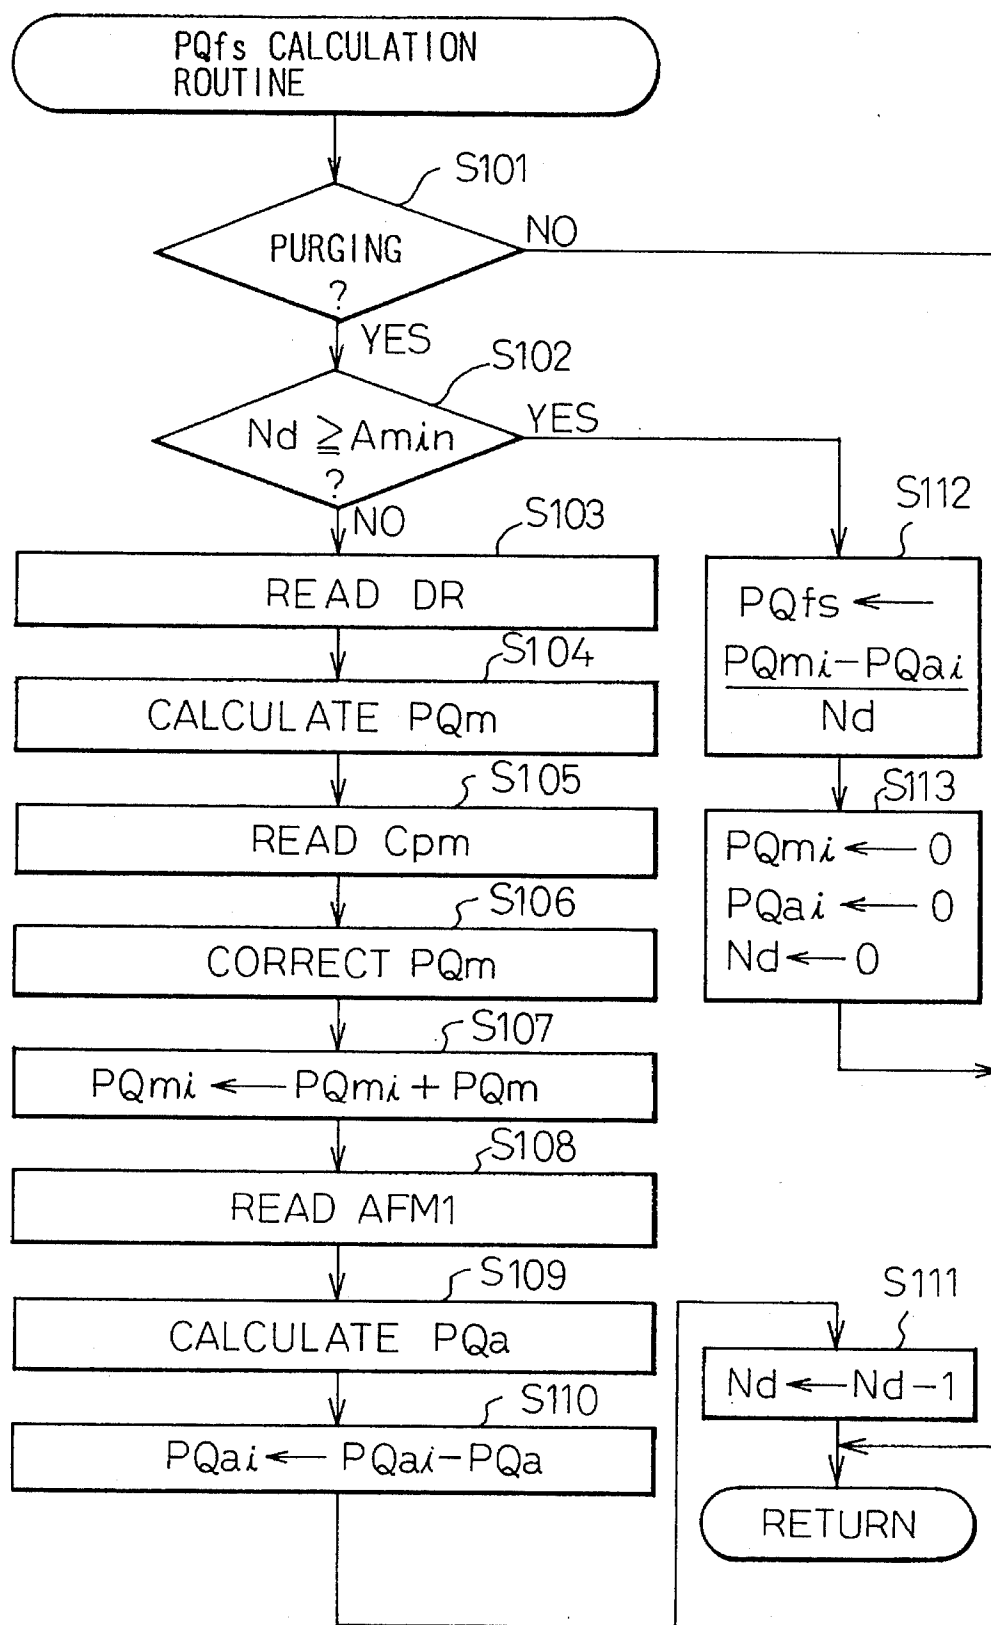 PQfs CALCULATION
ROUTINE
S101
PURGING
?
NO
YES
S102
Nd ≧ Amin
?
YES
NO
S103
READ DR
S104
CALCULATE PQm
S105
READ Cpm
S106
CORRECT PQm
S107
PQmi ← PQmi + PQm
S108
READ AFM1
S109
CALCULATE PQa
S110
PQai ← PQai-PQa
S112
PQfs ←
PQmi-PQai
Nd
S113
PQmi ← 0
PQai ← 0
Nd ← 0
S111
Nd ← Nd-1
RETURN